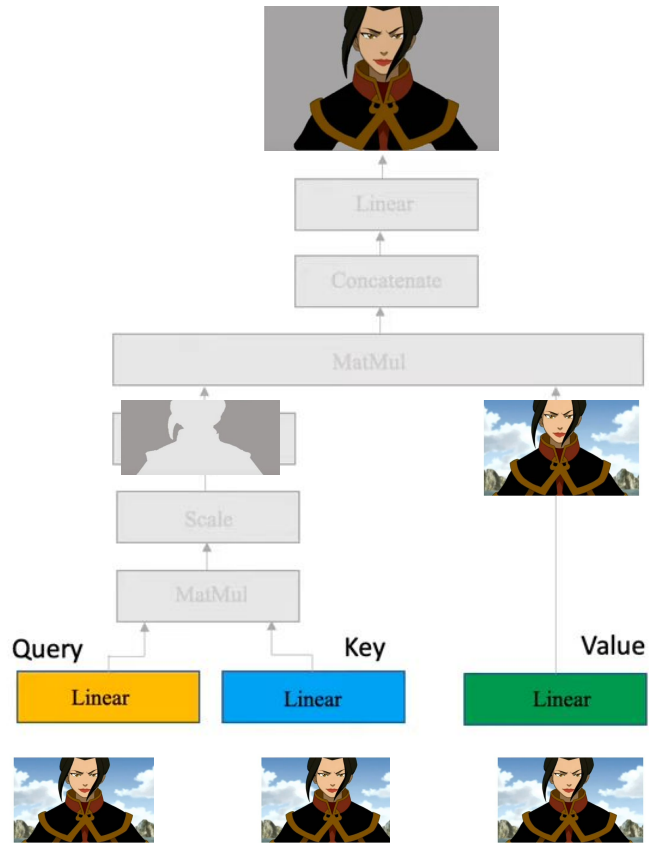 Linear
Concatenate
MatMul
Scale
MatMul
Query
Key
Value
Linear
Linear
Linear